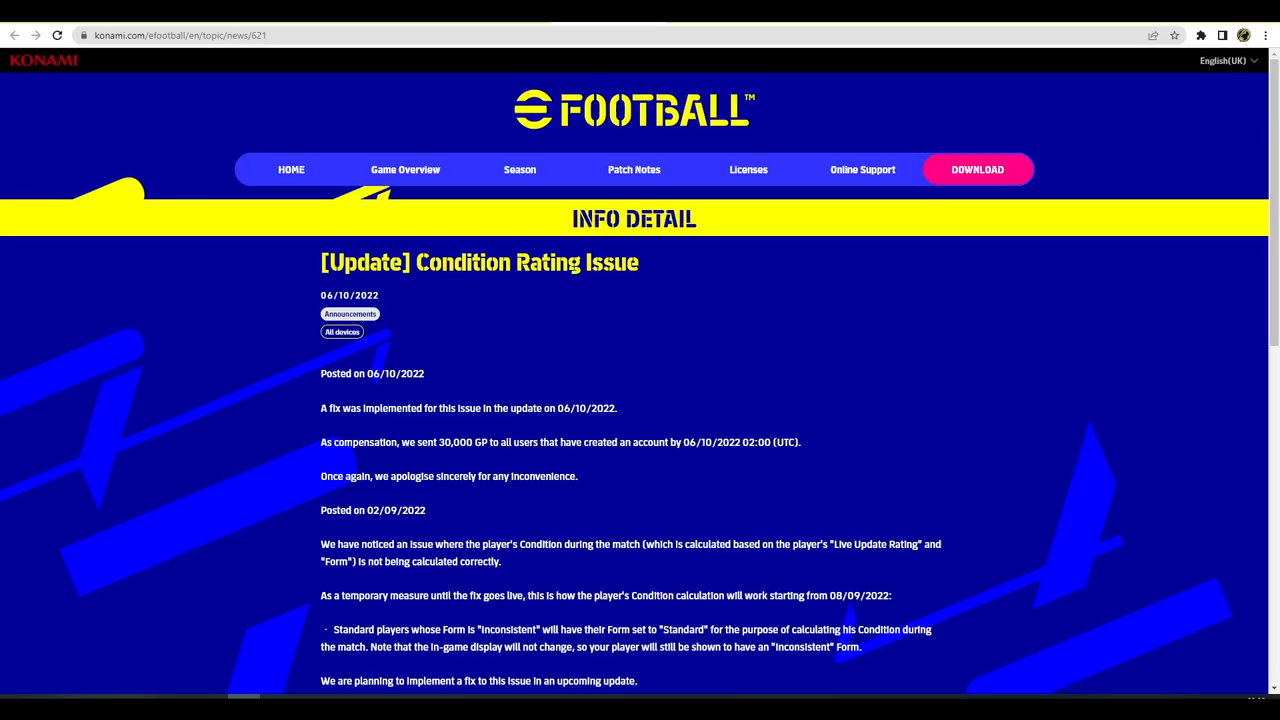 konami.com/efootball/en/topic/news/621
KONAMI
English(UK)
FOOTBALL™
HOME Game Overview Season Patch Notes Licenses Online Support DOWNLOAD
INFO DETAIL
[Update] Condition Rating Issue
06/10/2022
Announcements
All devices
Posted on 06/10/2022
A fix was implemented for this issue in the update on 06/10/2022.
As compensation, we sent 30,000 GP to all users that have created an account by 06/10/2022 02:00 (UTC).
Once again, we apologise sincerely for any inconvenience.
Posted on 02/09/2022
We have noticed an issue where the player's Condition during the match (which is calculated based on the player's "Live Update Rating" and
"Form") is not being calculated correctly.
As a temporary measure until the fix goes live, this is how the player's Condition calculation will work starting from 08/09/2022:
· Standard players whose Form is "Inconsistent" will have their Form set to "Standard" for the purpose of calculating his Condition during
the match. Note that the in-game display will not change, so your player will still be shown to have an "Inconsistent" Form.
We are planning to implement a fix to this issue in an upcoming update.